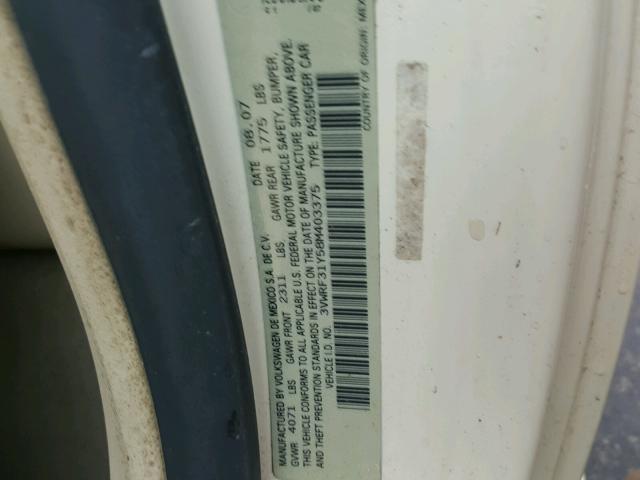 MANUFACTURED BY VOLKSWAGEN DE MEXICO S.A. DE C.V. DATE 08.07
GVWR 4071 LBS GAWR FRONT 2311 LBS GAWR REAR 1775 LBS
THIS VEHICLE CONFORMS TO ALL APPLICABLE U.S. FEDERAL MOTOR VEHICLE SAFETY, BUMPER,
AND THEFT PREVENTION STANDARDS IN EFFECT ON THE DATE OF MANUFACTURE SHOWN ABOVE.
VEHICLE I.D. NO. 3VWRF31Y58M403375 TYPE: PASSENGER CAR
COUNTRY OF ORIGIN: MEX